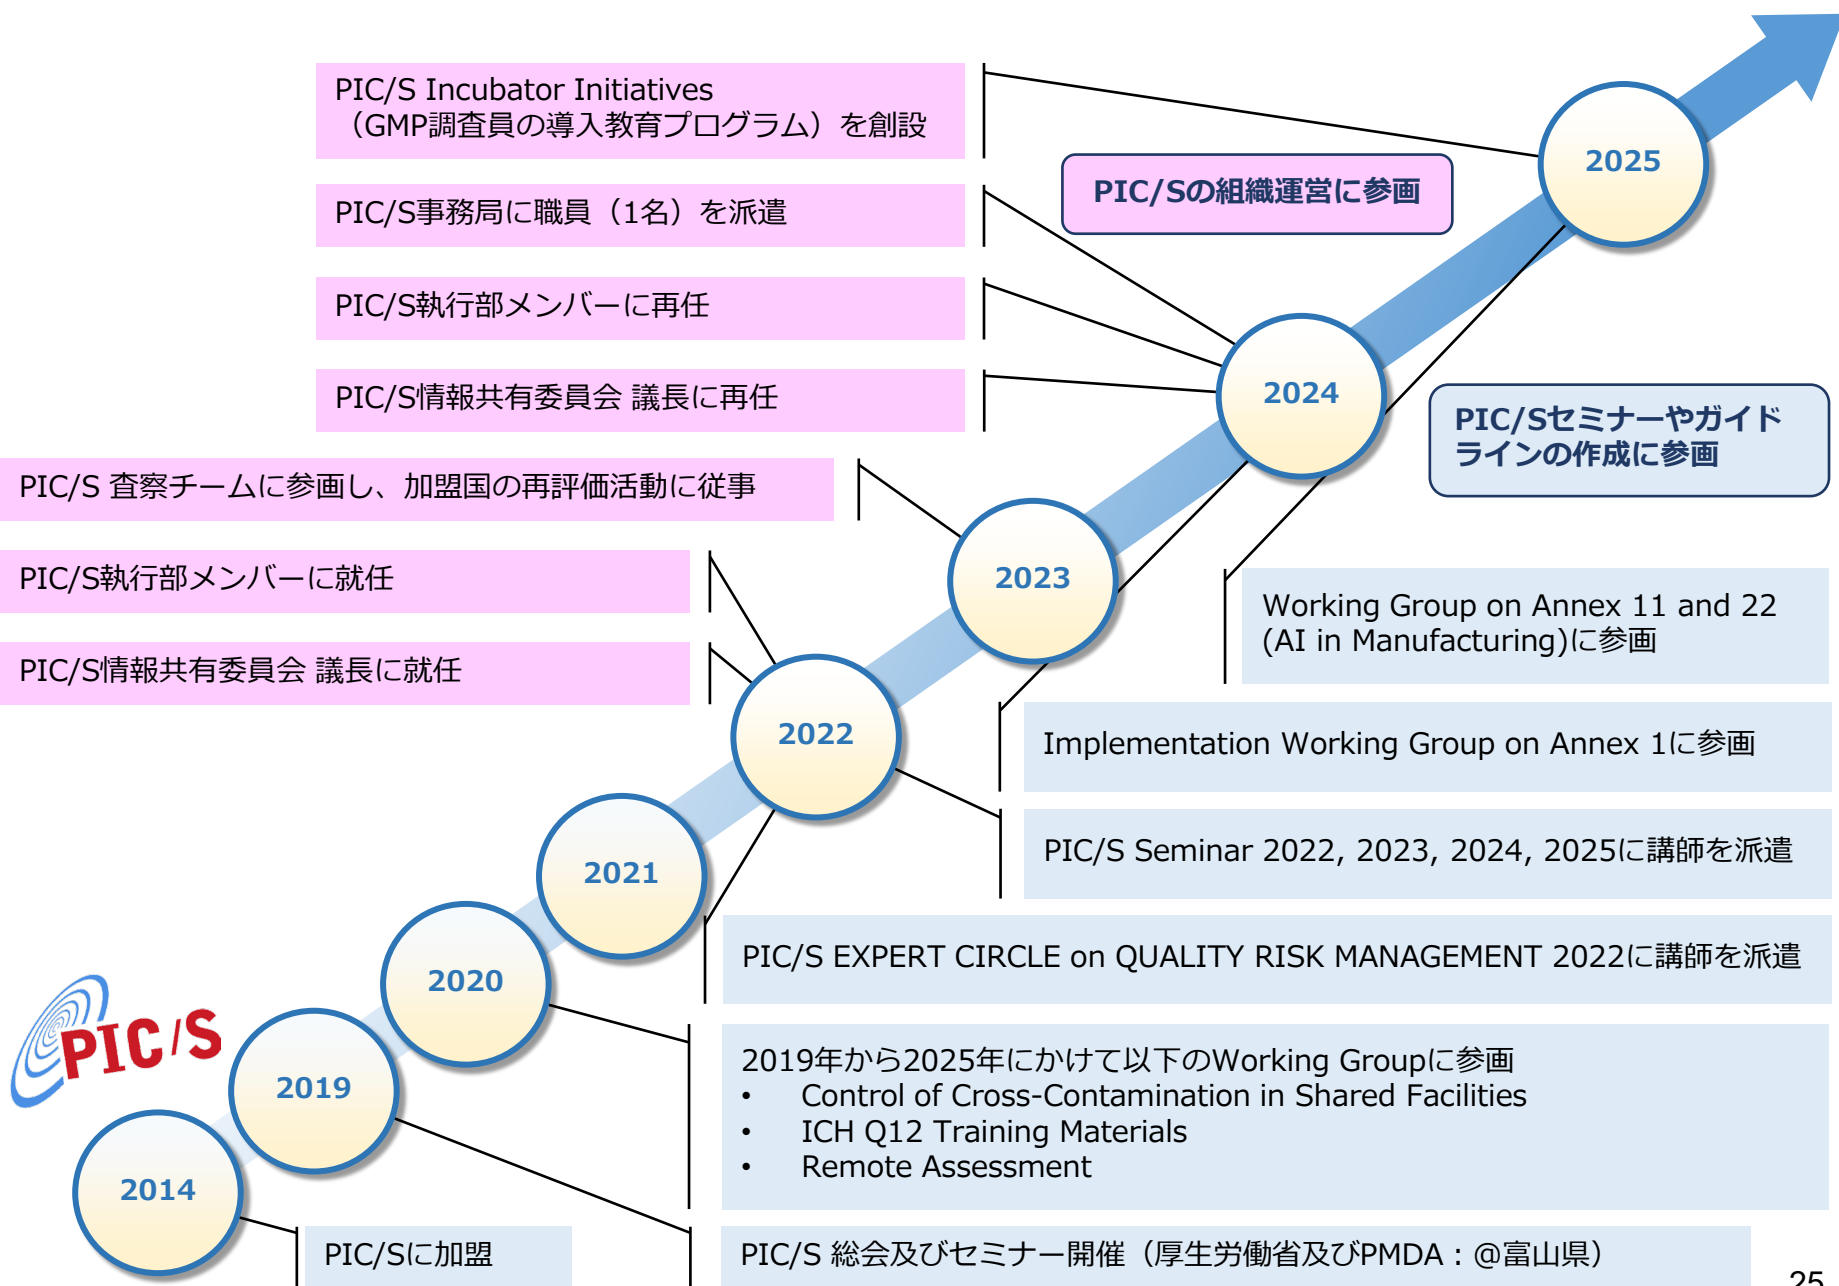 PIC/S Incubator Initiatives
（GMP調査員の導入教育プログラム）を創設
2025
PIC/Sの組織運営に参画
PIC/S事務局に職員（1名）を派遣
PIC/S執行部メンバーに再任
PIC/S情報共有委員会 議長に再任
2024
PIC/Sセミナーやガイド
ラインの作成に参画
PIC/S 査察チームに参画し、加盟国の再評価活動に従事
2023
PIC/S執行部メンバーに就任
Working Group on Annex 11 and 22
(AI in Manufacturing)に参画
PIC/S情報共有委員会 議長に就任
2022
Implementation Working Group on Annex 1に参画
PIC/S Seminar 2022, 2023, 2024, 2025に講師を派遣
2021
PIC/S EXPERT CIRCLE on QUALITY RISK MANAGEMENT 2022に講師を派遣
2020
PIC/S
2019
2019年から2025年にかけて以下のWorking Groupに参画
• Control of Cross-Contamination in Shared Facilities
• ICH Q12 Training Materials
• Remote Assessment
2014
PIC/Sに加盟
PIC/S 総会及びセミナー開催（厚生労働省及びPMDA：@富山県）
25